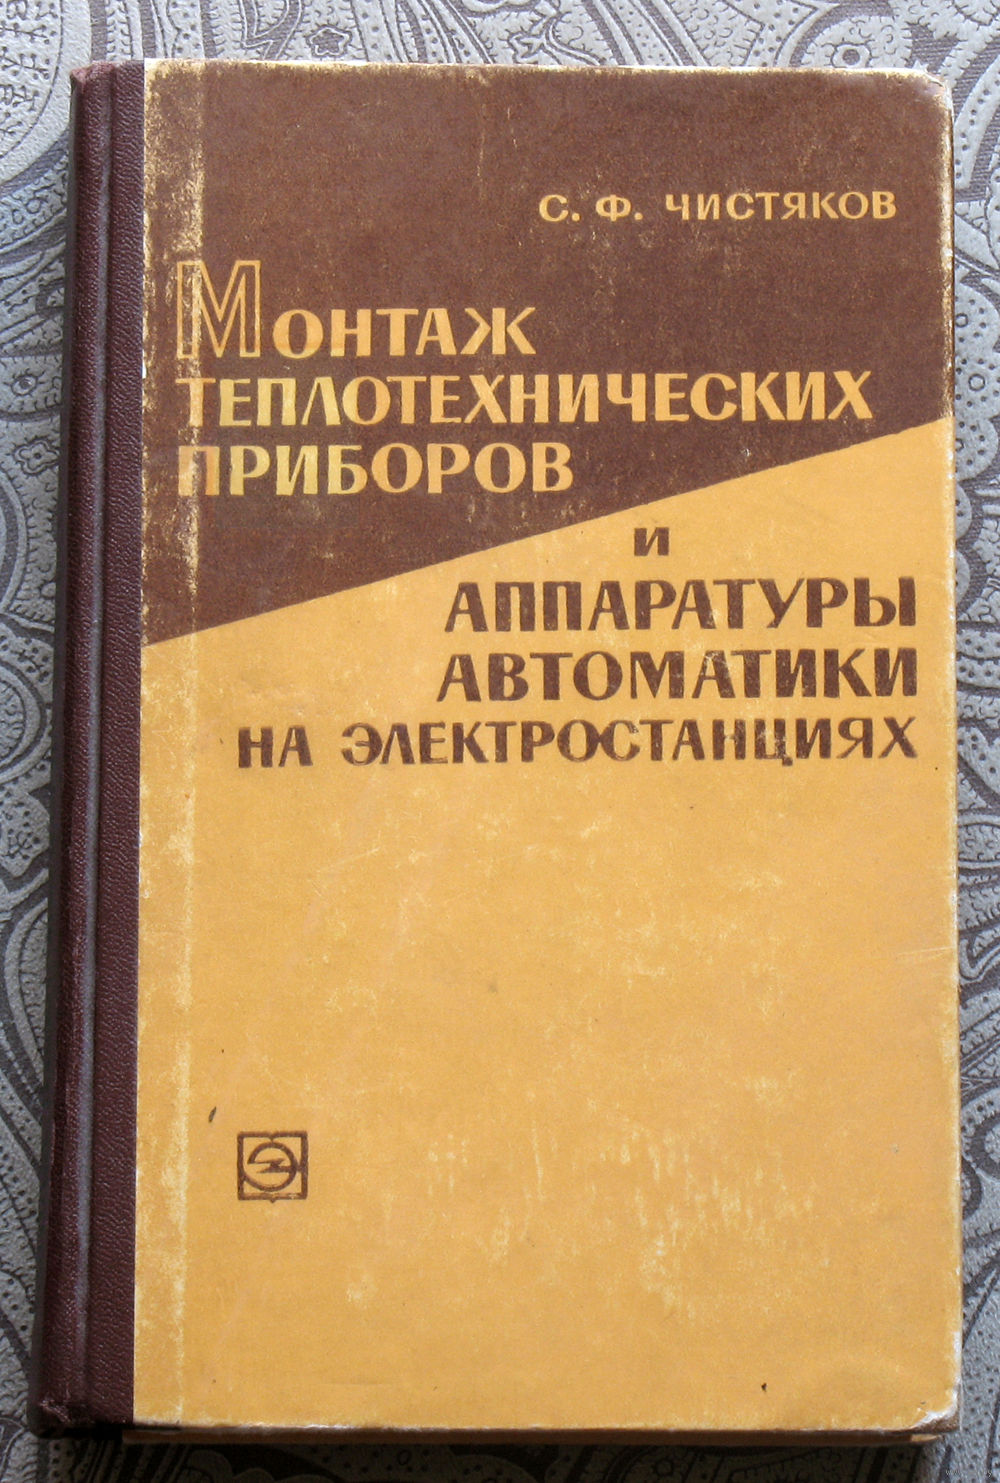 С. Ф. ЧИСТЯКОВ
МОНТАЖ
ТЕПЛОТЕХНИЧЕСКИХ
ПРИБОРОВ
И
АППАРАТУРЫ
АВТОМАТИКИ
НА ЭЛЕКТРОСТАНЦИЯХ